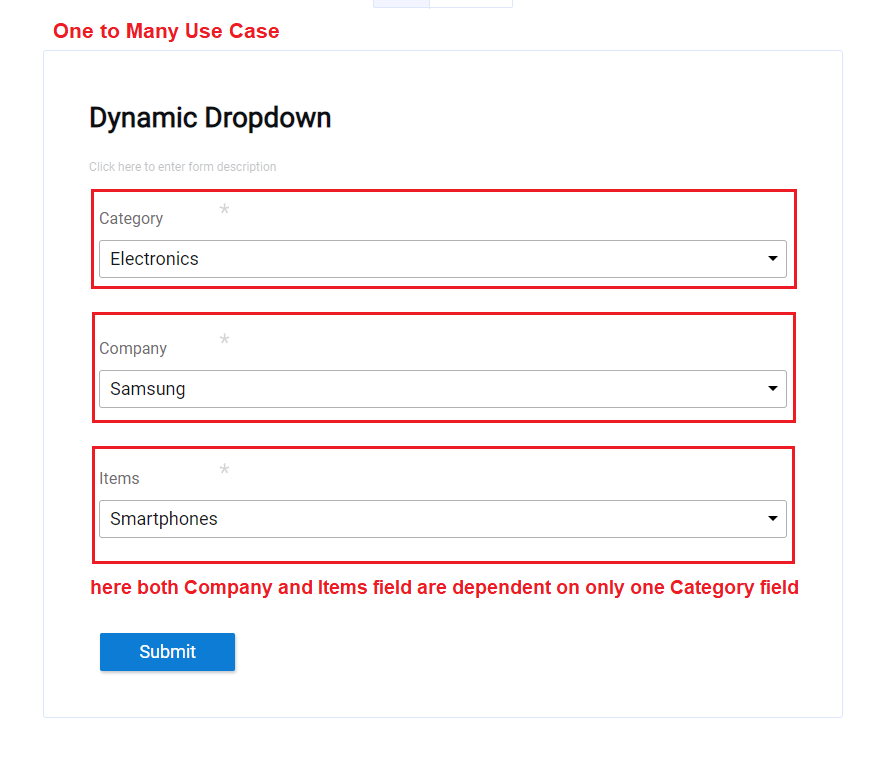 One to Many Use Case
Dynamic Dropdown
Click here to enter form description
Category *
Electronics
Company *
Samsung
Items *
Smartphones
here both Company and Items field are dependent on only one Category field
Submit